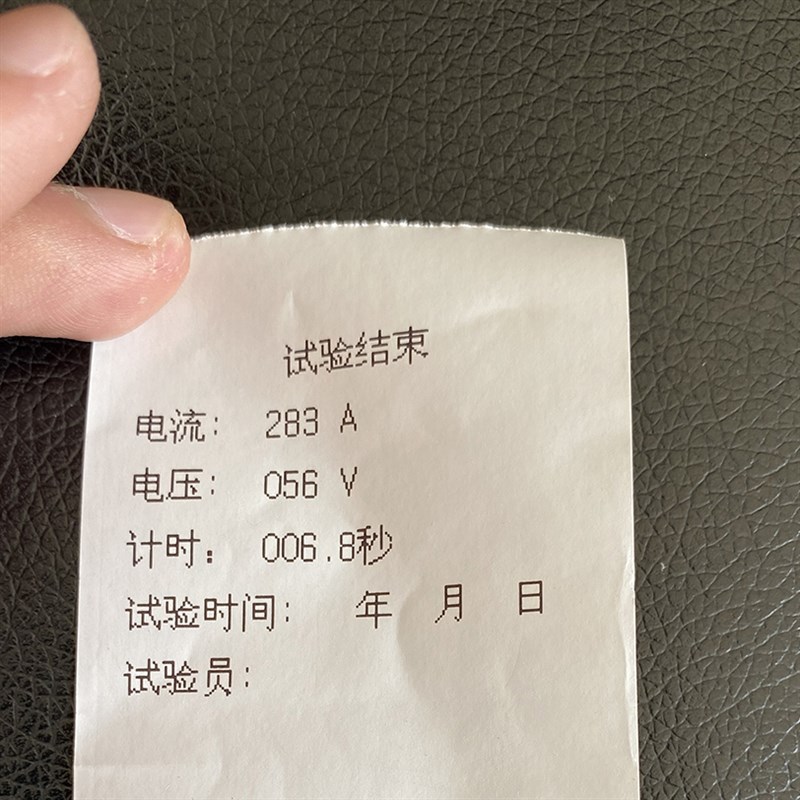 试验结束
电流： 283 A
电压： 056 V
计时： 006.8秒
试验时间： 年 月 日
试验员：